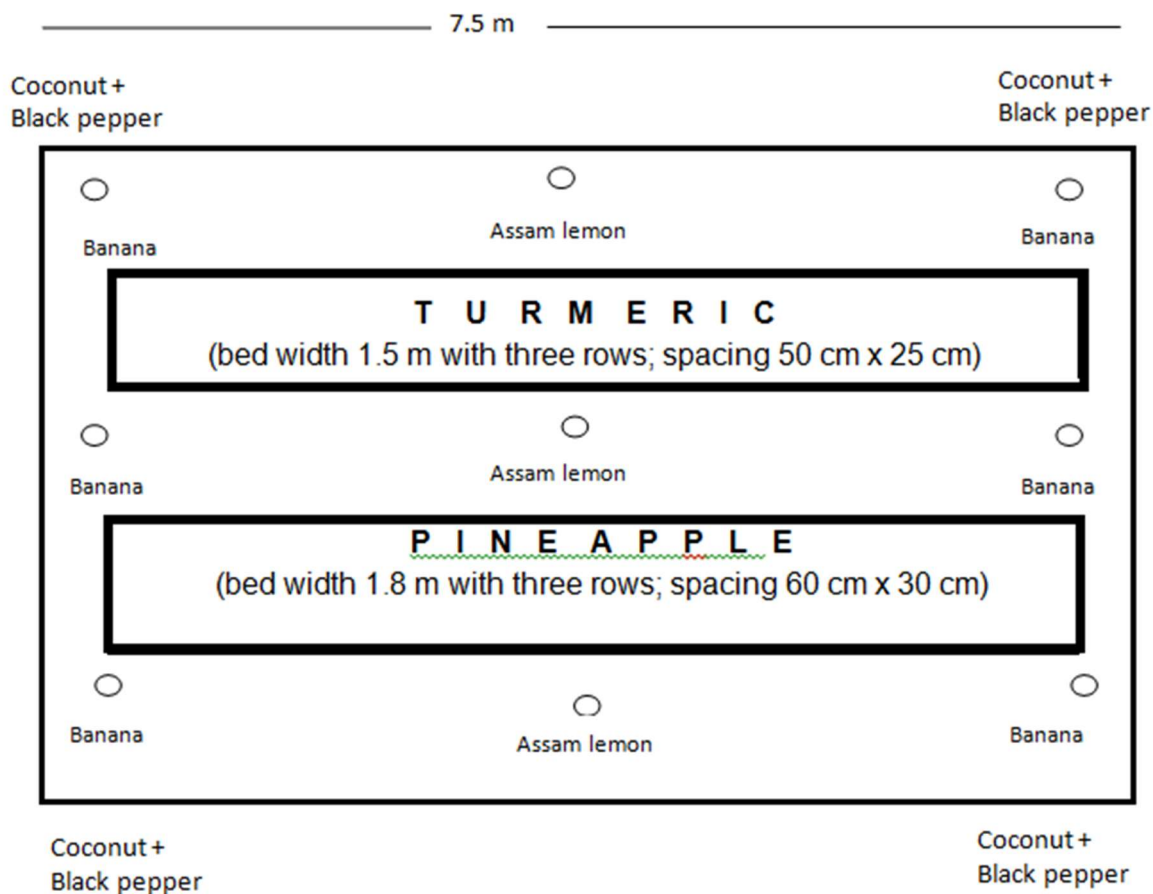 7.5 m
Coconut +
Black pepper
Coconut +
Black pepper
Assam lemon
Banana
Banana
T U R M E R I C
(bed width 1.5 m with three rows; spacing 50 cm x 25 cm)
Assam lemon
Banana
Banana
P I N E A P P L E
(bed width 1.8 m with three rows; spacing 60 cm x 30 cm)
Banana
Assam lemon
Banana
Coconut +
Black pepper
Coconut +
Black pepper